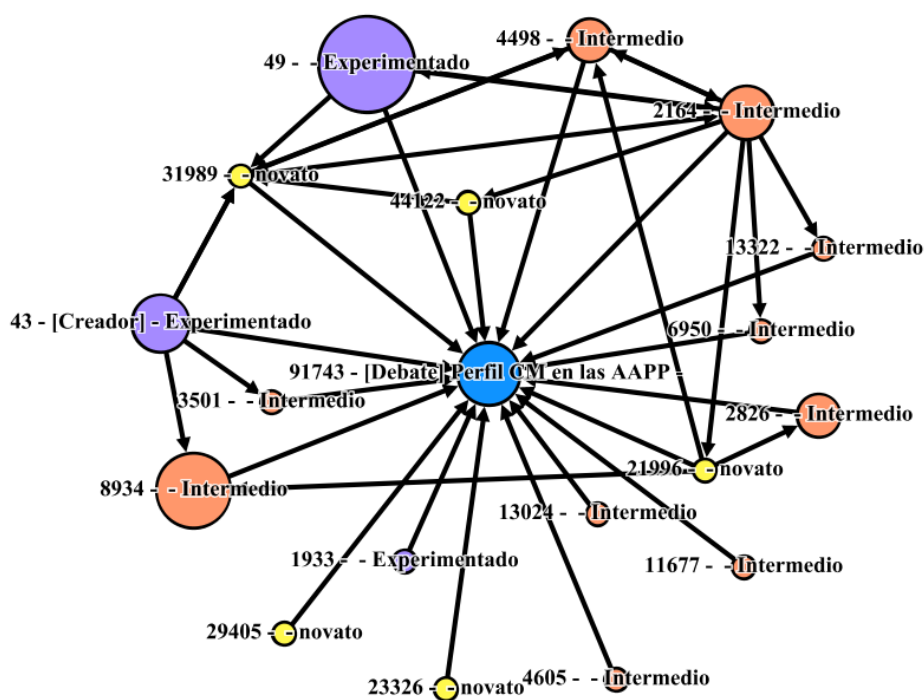 4498 - - Intermedio
49 - - Experimentado
2164 - - Intermedio
31989 - - novato
44122 - - novato
13322 - - Intermedio
43 - [Creador] - Experimentado
6950 - - Intermedio
91743 - [Debate] Perfil CM en las AAPP -
3501 - - Intermedio
2826 - - Intermedio
21996 - - novato
8934 - - Intermedio
13024 - - Intermedio
1933 - - Experimentado
11677 - - Intermedio
29405 - - novato
4605 - - Intermedio
23326 - - novato